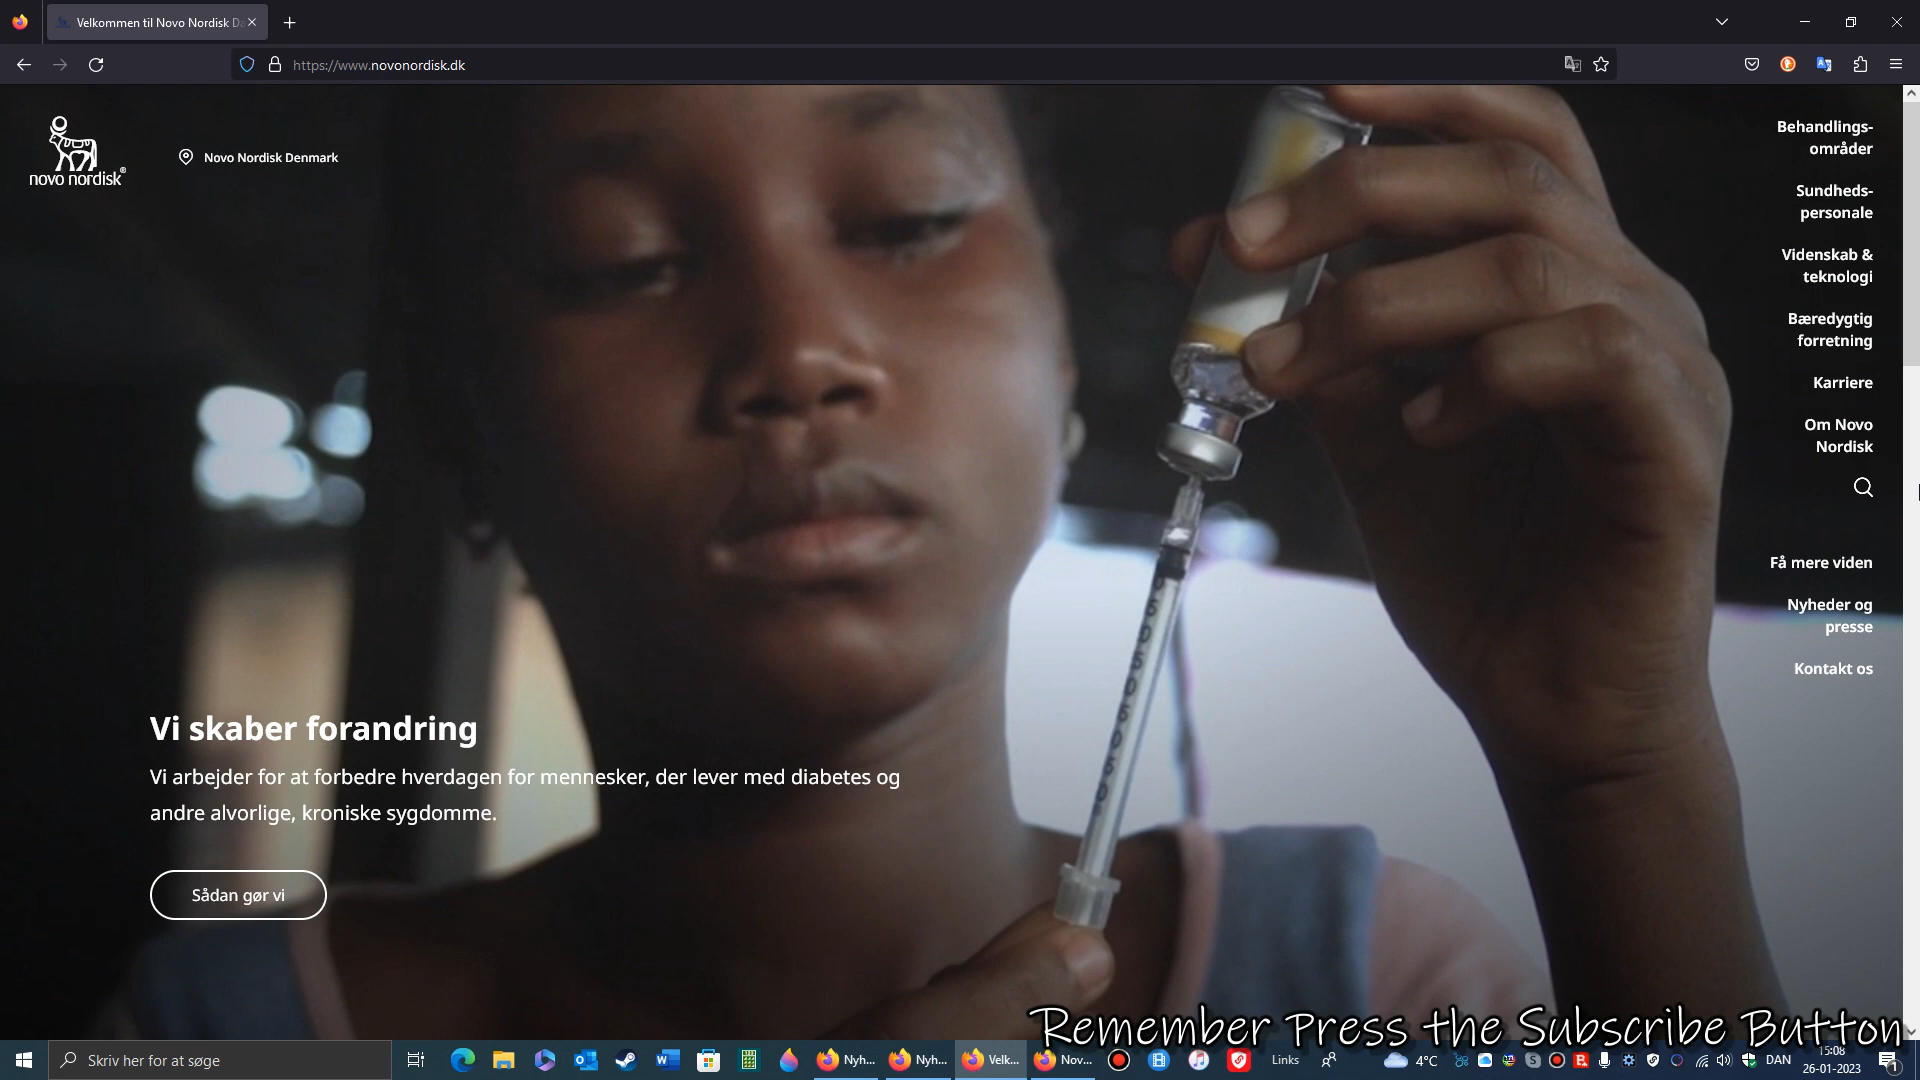 Velkommen til Novo Nordisk Da
https://www.novonordisk.dk
novo nordisk®
Novo Nordisk Denmark
Behandlings-
områder
Sundheds-
personale
Videnskab &
teknologi
Bæredygtig
forretning
Karriere
Om Novo
Nordisk
Få mere viden
Nyheder og
presse
Kontakt os
Vi skaber forandring
Vi arbejder for at forbedre hverdagen for mennesker, der lever med diabetes og
andre alvorlige, kroniske sygdomme.
Sådan gør vi
Remember Press the Subscribe Button
Skriv her for at søge
Nyh...
Nyh...
Velk...
Nov...
Links
4°C
DAN
15:08
26-01-2023
1